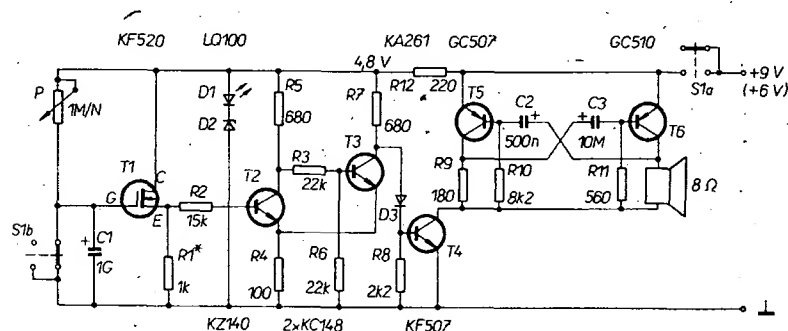 KF520 LQ100 KA261 GC507 GC510
4,8 V
+9 V
(+6 V)
S1a
P
1M/N
D1
D2
R5
680
R7
680
R12
220
T5
C2
500n
C3
10M
T6
T1
G
C
E
R2
15k
T2
R3
22k
T3
D3
R9
180
R10
8k2
R11
560
8 Ω
S1b
C1
1G
R1*
1k
R4
100
R6
22k
R8
2k2
T4
KZ140 2xKC148 KF507